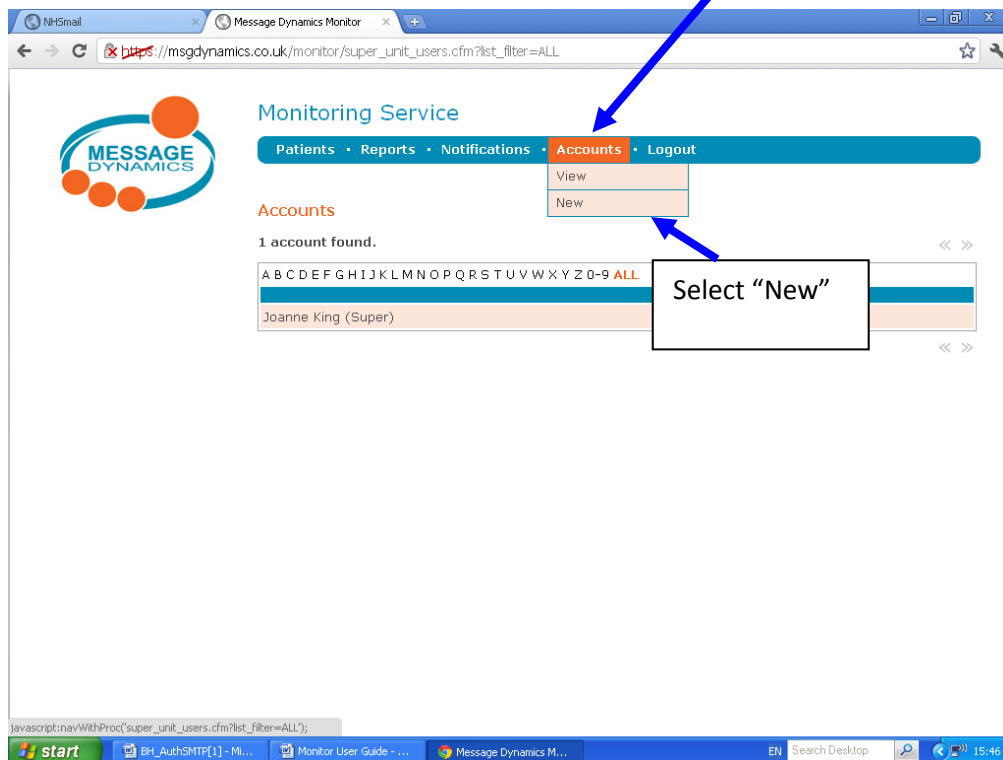 NHSmail
Message Dynamics Monitor
https://msgdynamics.co.uk/monitor/super_unit_users.cfm?list_filter=ALL
MESSAGE
DYNAMICS
Monitoring Service
Patients · Reports · Notifications · Accounts · Logout
View
New
Accounts
1 account found.
« »
A B C D E F G H I J K L M N O P Q R S T U V W X Y Z 0-9 ALL
Select “New”
Joanne King (Super)
« »
javascript:navWithProc('super_unit_users.cfm?list_filter=ALL');
start
BH_AuthSMTP[1] - Mi...
Monitor User Guide - ...
Message Dynamics M...
EN
Search Desktop
15:46